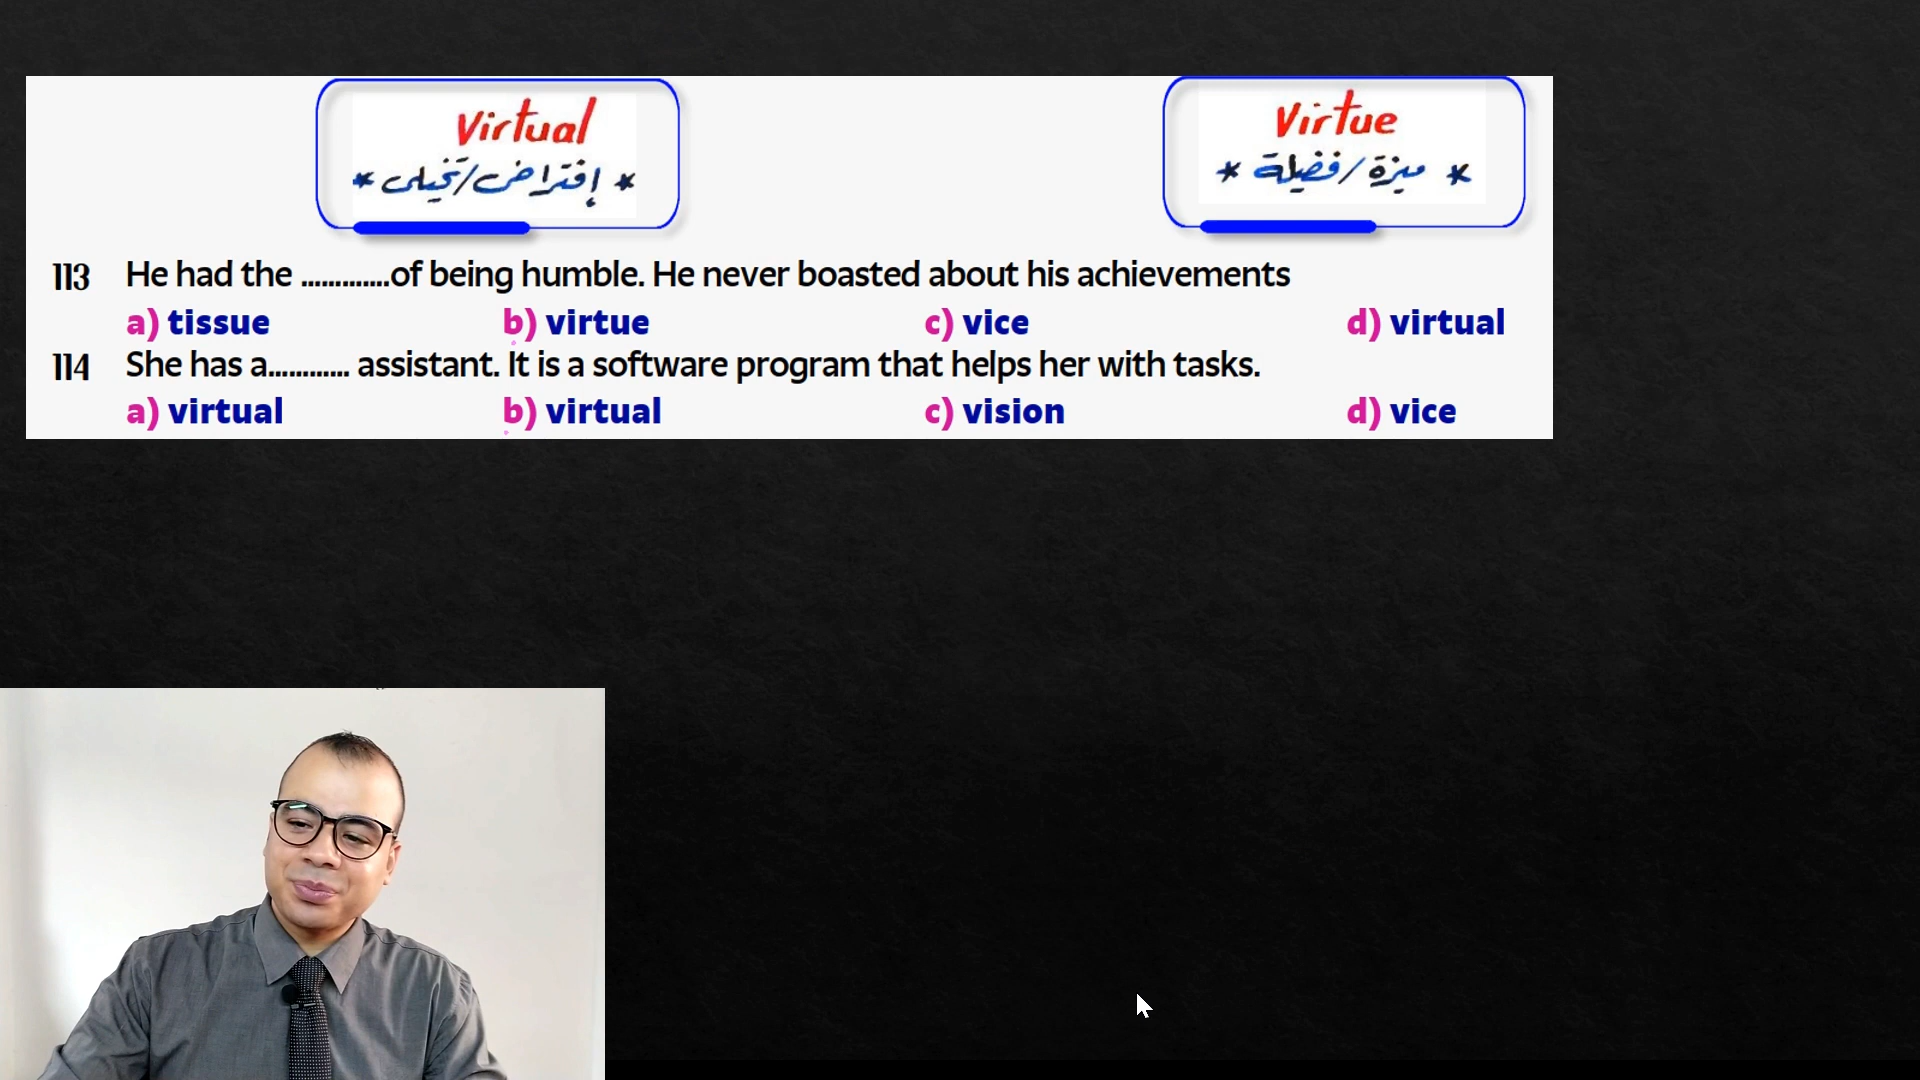 Virtual
* إفتراضى/تخيلى *
Virtue
* ميزة/فضيلة *
113 He had the .............of being humble. He never boasted about his achievements
a) tissue b) virtue c) vice d) virtual
114 She has a............ assistant. It is a software program that helps her with tasks.
a) virtual b) virtual c) vision d) vice